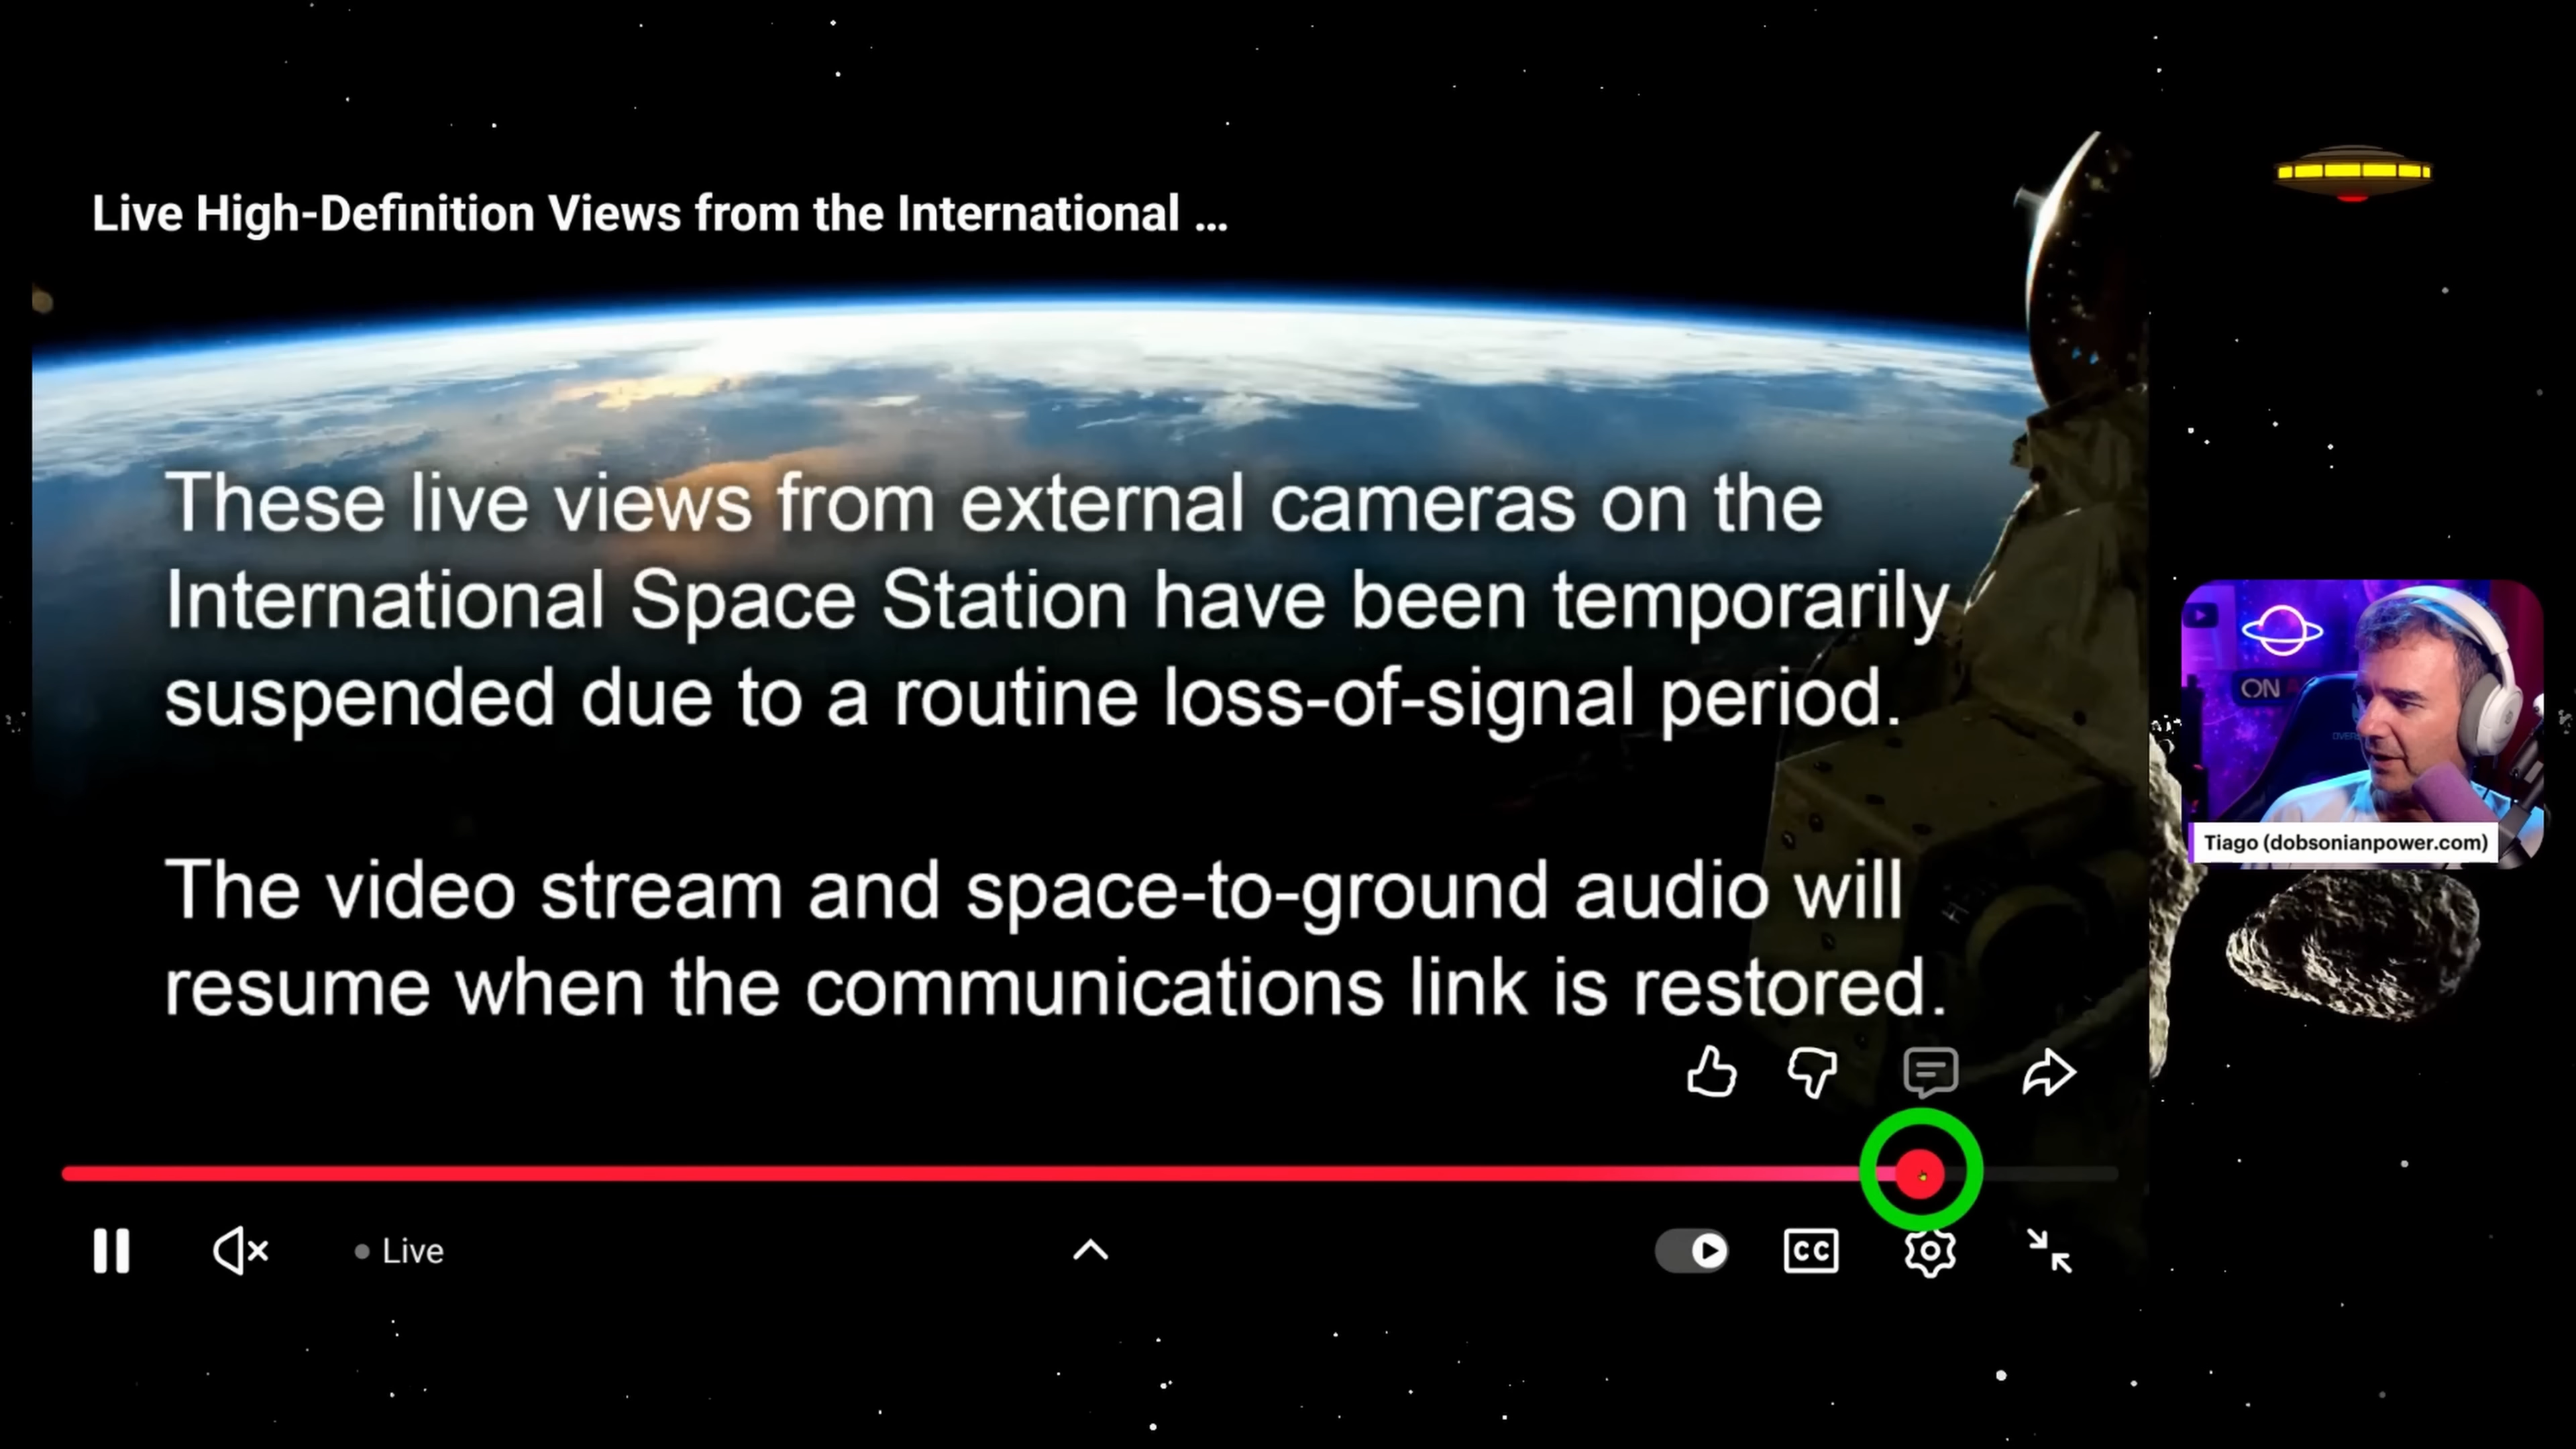 Live High-Definition Views from the International ...
These live views from external cameras on the
International Space Station have been temporarily
suspended due to a routine loss-of-signal period.
The video stream and space-to-ground audio will
resume when the communications link is restored.
ON
Tiago (dobsonianpower.com)
Live
CC